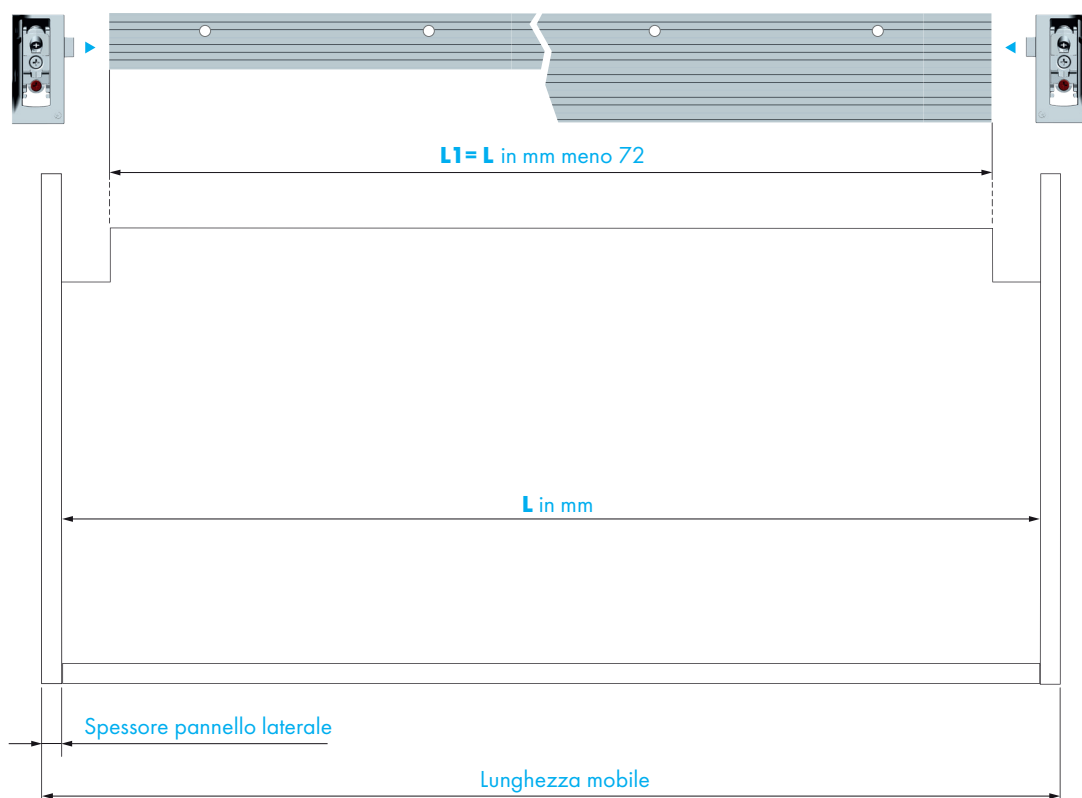 L1= L in mm meno 72
L in mm
Spessore pannello laterale
Lunghezza mobile